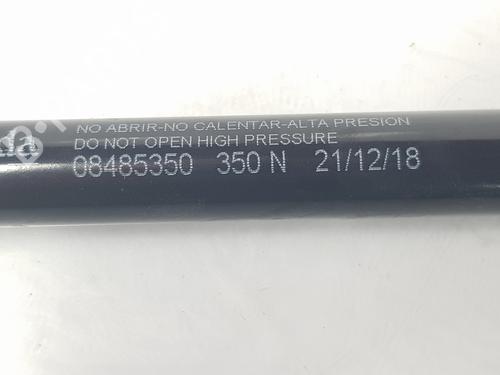 NO ABRIR-NO CALENTAR-ALTA PRESION
DO NOT OPEN HIGH PRESSURE
08485350 350 N 21/12/18